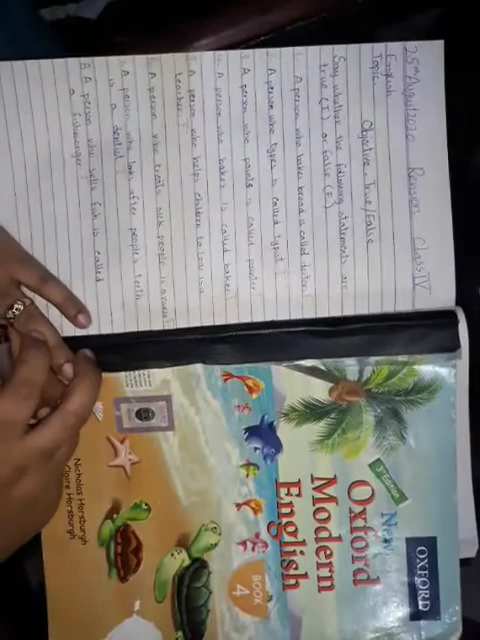 25th August 2020 Revision Class IV
English
Topic Objective - True/False
Say whether the following statements are
true (T) or false (F).
1. A person who bakes bread is called
2. A person who types is called typist
3. A person who paints is called painter
4. A person who bakes is called baker
5. A person who helps children to learn is a
teacher
6. A person who treats sick people is a nurse
7. A person who looks after people's teeth
is a dentist
8. A person who sells fish is called
a fishmonger
OXFORD
New
Oxford
Modern
English
3rd Edition
BOOK
4
Nicholas Horsburgh
Claire Horsburgh